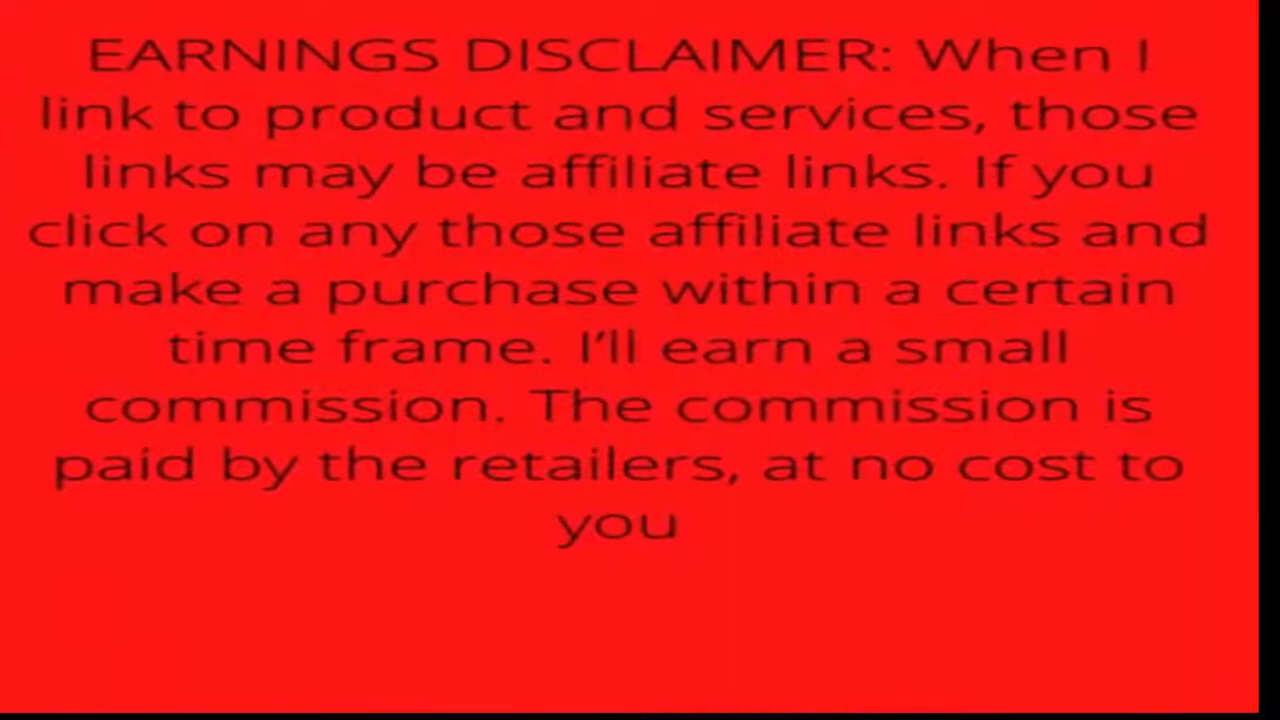 EARNINGS DISCLAIMER: When I
link to product and services, those
links may be affiliate links. If you
click on any those affiliate links and
make a purchase within a certain
time frame. I’ll earn a small
commission. The commission is
paid by the retailers, at no cost to
you